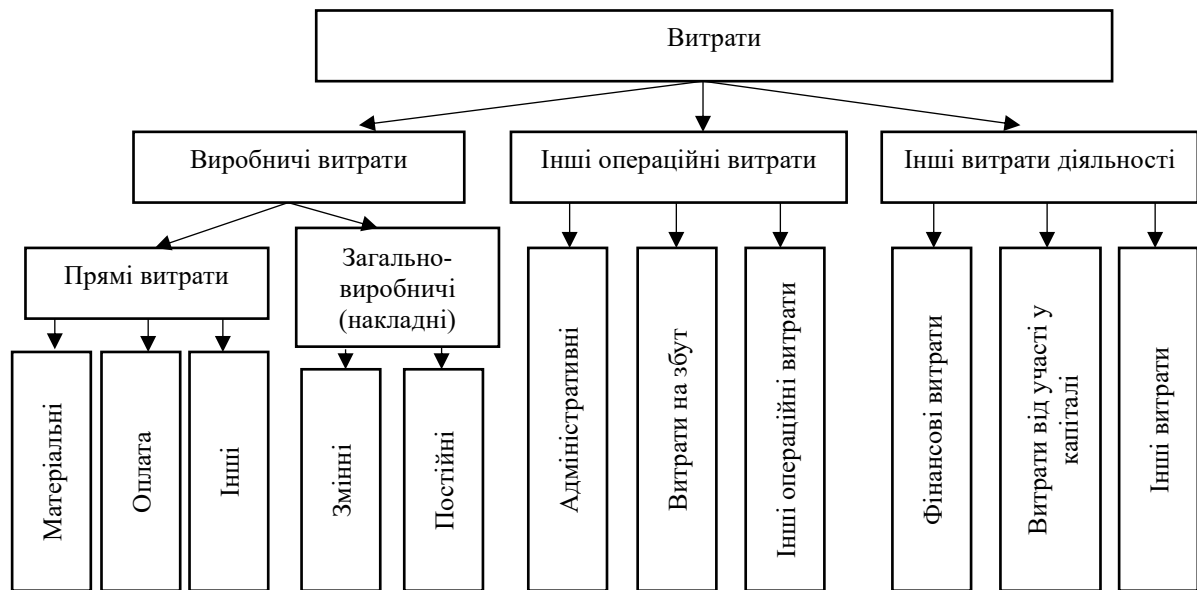 Витрати
Виробничі витрати
Інші операційні витрати
Інші витрати діяльності
Прямі витрати
Загально-
виробничі
(накладні)
Матеріальні
Оплата
Інші
Змінні
Постійні
Адміністративні
Витрати на збут
Інші операційні витрати
Фінансові витрати
Витрати від участі у
капіталі
Інші витрати